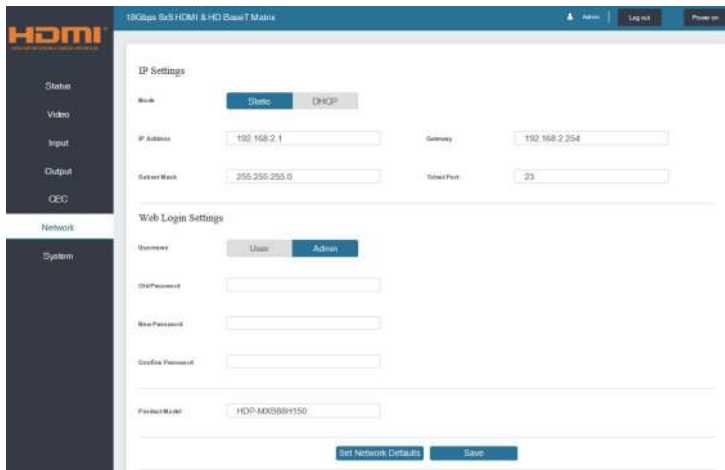 HDMI
18Gbps 8x8 HDMI & HD BaseT Matrix
Admin
Log out
Power on
Status
Video
Input
Output
CEC
Network
System
IP Settings
Mode Static DHCP
IP Address 192.168.2.1 Gateway 192.168.2.254
Subnet Mask 255.255.255.0 Telnet Port 23
Web Login Settings
Username User Admin
Old Password
New Password
Confirm Password
Product Model HDP-MXB88H150
Set Network Defaults Save